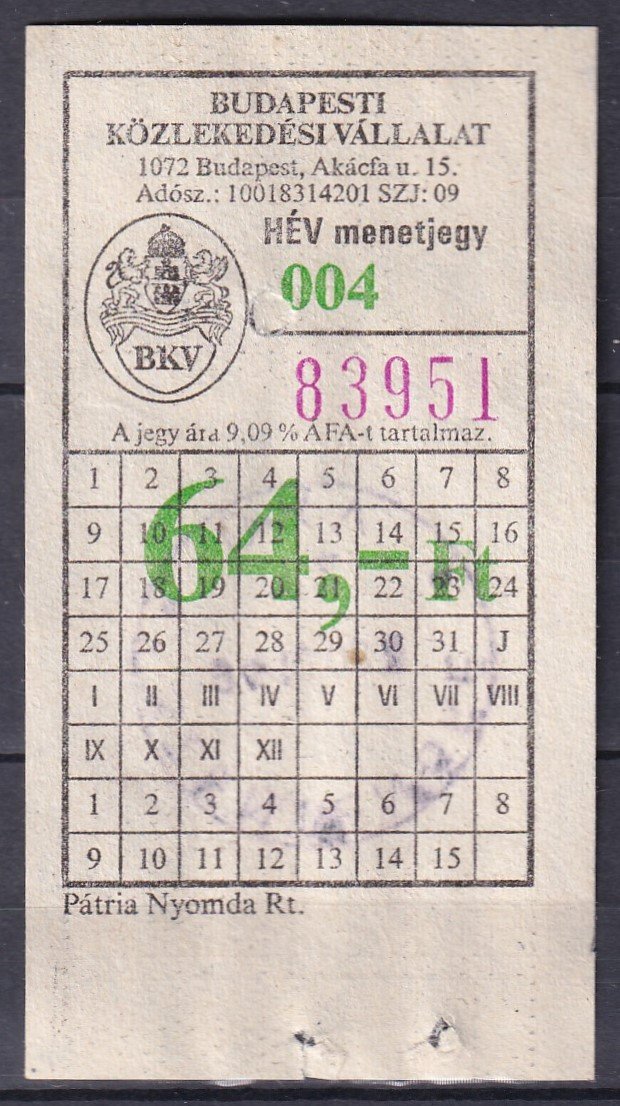 BUDAPESTI
KÖZLEKEDÉSI VÁLLALAT
1072 Budapest, Akácfa u. 15.
Adósz.: 10018314201 SZJ: 09
HÉV menetjegy
004
BKV
83951
A jegy ára 9,09 % ÁFA-t tartalmaz.
64,- Ft
1 2 3 4 5 6 7 8
9 10 11 12 13 14 15 16
17 18 19 20 21 22 23 24
25 26 27 28 29 30 31 J
I II III IV V VI VII VIII
IX X XI XII
1 2 3 4 5 6 7 8
9 10 11 12 13 14 15
Pátria Nyomda Rt.